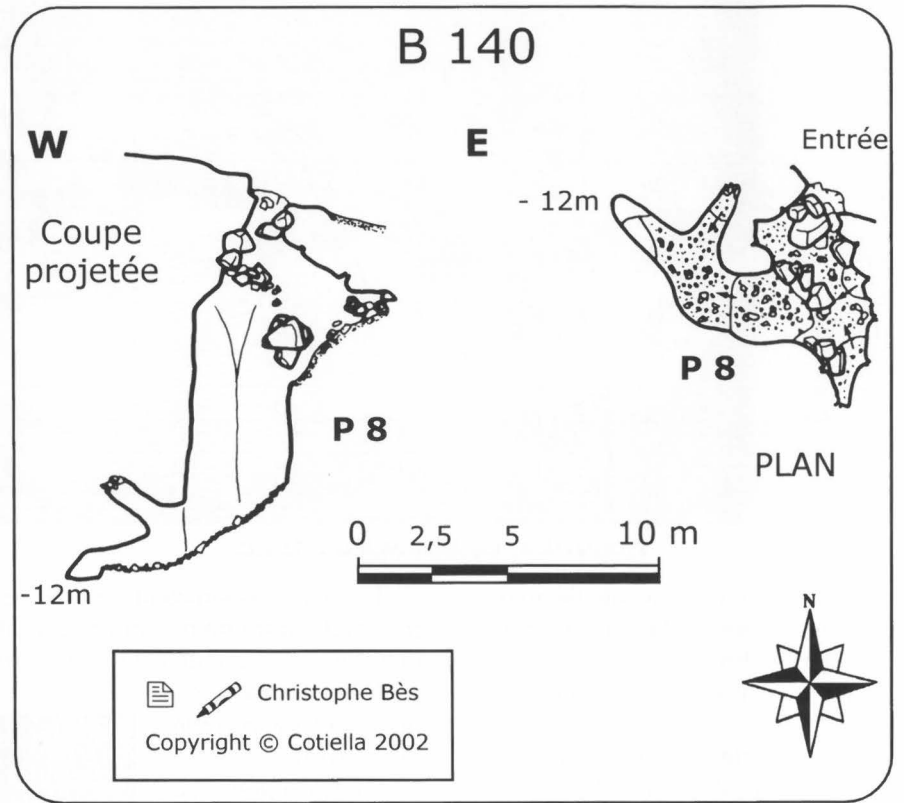 B 140
W
E
Entrée
Coupe
projetée
- 12m
P 8
P 8
PLAN
0 2,5 5 10 m
-12m
N
Christophe Bès
Copyright © Cotiella 2002